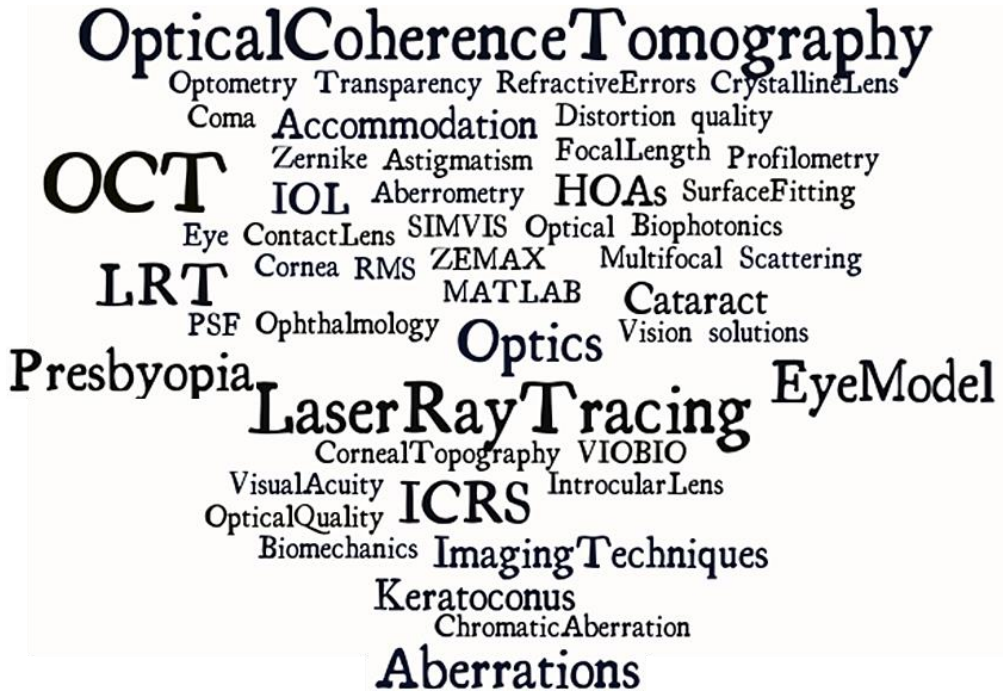 OpticalCoherenceTomography
Optometry Transparency RefractiveErrors CrystallineLens
Coma Accommodation Distortion quality
OCT Zernike Astigmatism FocalLength Profilometry
IOL Aberrometry HOAs SurfaceFitting
Eye ContactLens SIMVIS Optical Biophotonics
LRT Cornea RMS ZEMAX Multifocal Scattering
MATLAB Cataract
PSF Ophthalmology Optics Vision solutions
Presbyopia EyeModel
LaserRayTracing
CornealTopography VIOBIO
VisualAcuity ICRS IntrocularLens
OpticalQuality
Biomechanics ImagingTechniques
Keratoconus
ChromaticAberration
Aberrations